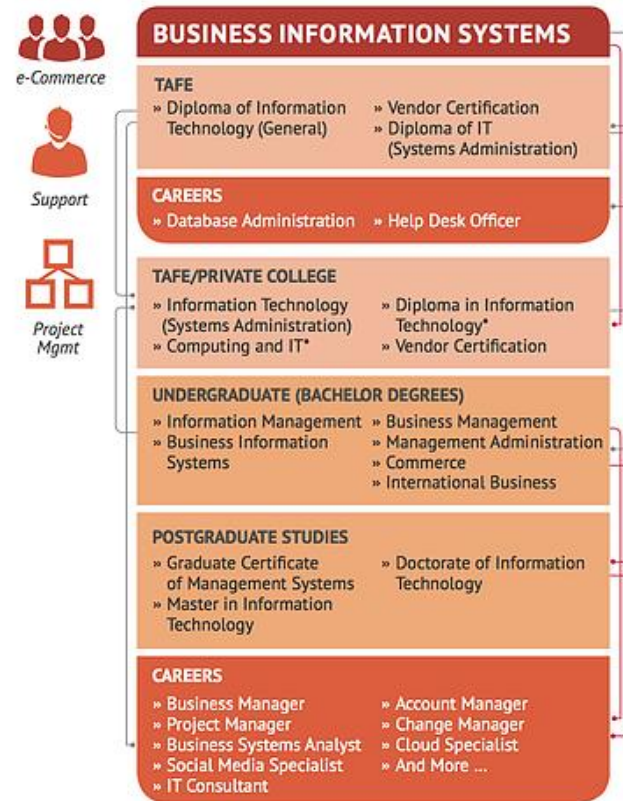 e-Commerce
Support
Project
Mgmt
BUSINESS INFORMATION SYSTEMS
TAFE
» Diploma of Information
Technology (General)
» Vendor Certification
» Diploma of IT
(Systems Administration)
CAREERS
» Database Administration
» Help Desk Officer
TAFE/PRIVATE COLLEGE
» Information Technology
(Systems Administration)
» Computing and IT*
» Diploma in Information
Technology*
» Vendor Certification
UNDERGRADUATE (BACHELOR DEGREES)
» Information Management
» Business Information
Systems
» Business Management
» Management Administration
» Commerce
» International Business
POSTGRADUATE STUDIES
» Graduate Certificate
of Management Systems
» Master in Information
Technology
» Doctorate of Information
Technology
CAREERS
» Business Manager
» Project Manager
» Business Systems Analyst
» Social Media Specialist
» IT Consultant
» Account Manager
» Change Manager
» Cloud Specialist
» And More ...